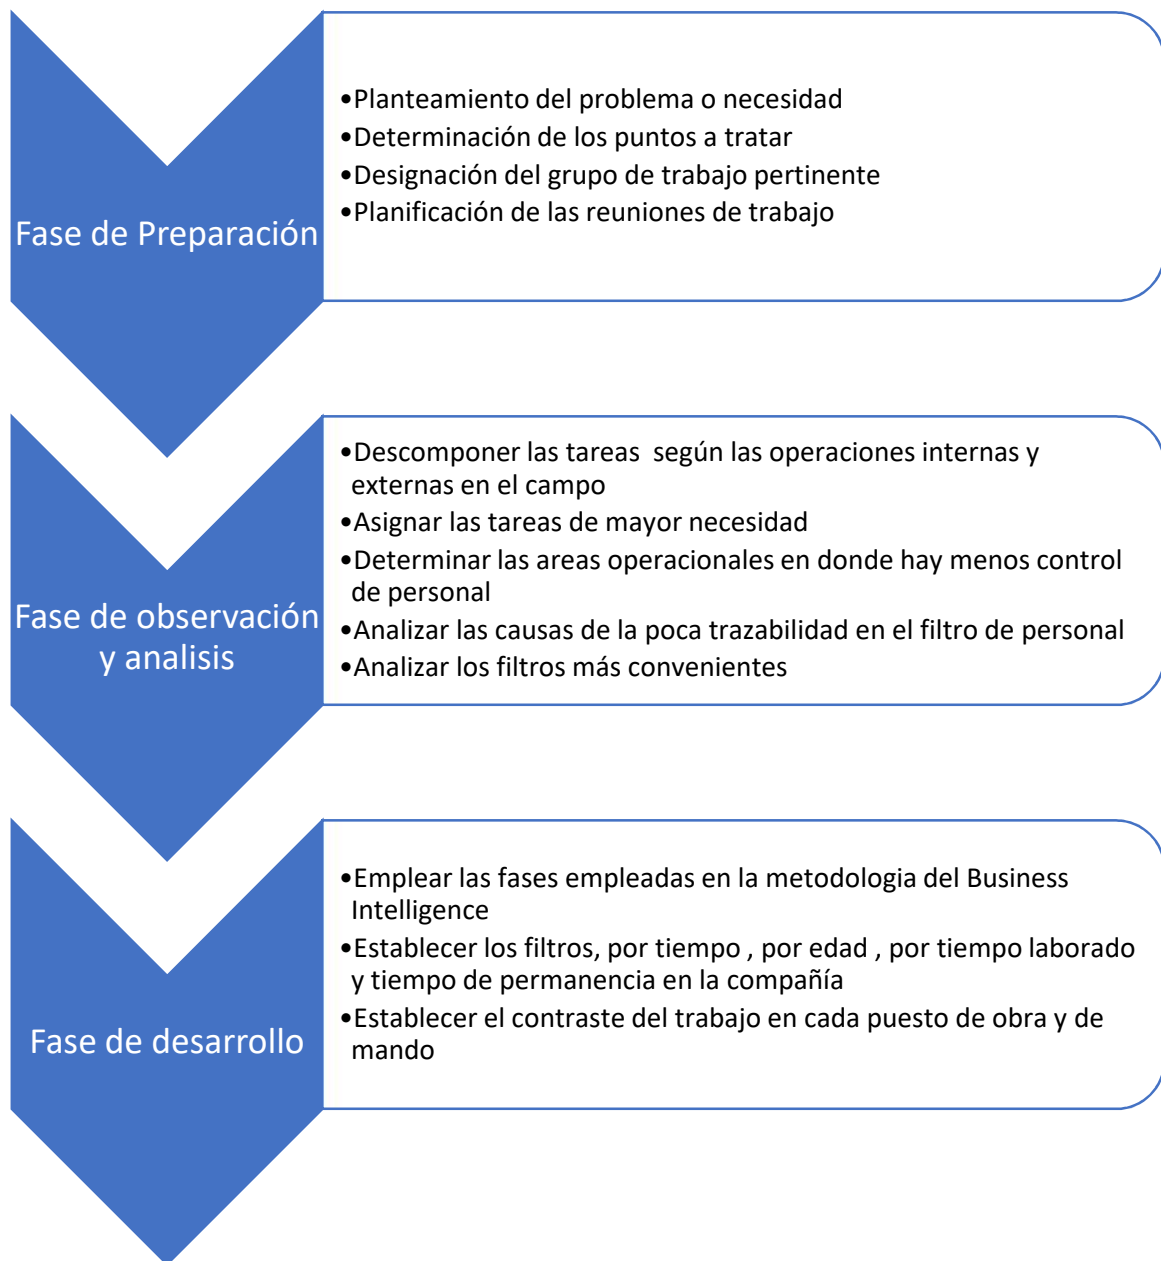 Fase de Preparación
•Planteamiento del problema o necesidad
•Determinación de los puntos a tratar
•Designación del grupo de trabajo pertinente
•Planificación de las reuniones de trabajo
Fase de observación
y analisis
•Descomponer las tareas  según las operaciones internas y
externas en el campo
•Asignar las tareas de mayor necesidad
•Determinar las areas operacionales en donde hay menos control
de personal
•Analizar las causas de la poca trazabilidad en el filtro de personal
•Analizar los filtros más convenientes
Fase de desarrollo
•Emplear las fases empleadas en la metodologia del Business
Intelligence
•Establecer los filtros, por tiempo , por edad , por tiempo laborado
y tiempo de permanencia en la compañía
•Establecer el contraste del trabajo en cada puesto de obra y de
mando